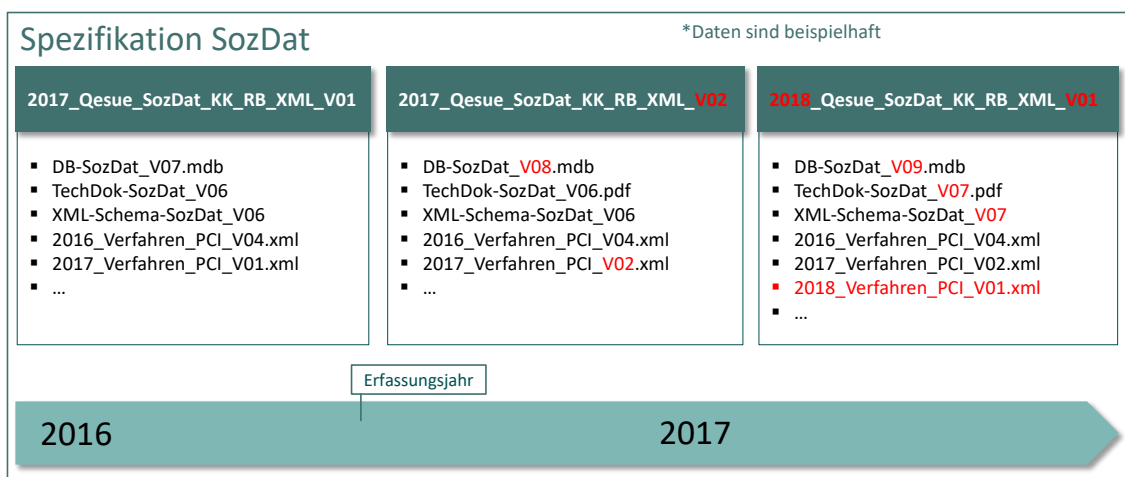 Spezifikation SozDat
*Daten sind beispielhaft
2017_Qesue_SozDat_KK_RB_XML_V01
▪ DB-SozDat_V07.mdb
▪ TechDok-SozDat_V06
▪ XML-Schema-SozDat_V06
▪ 2016_Verfahren_PCI_V04.xml
▪ 2017_Verfahren_PCI_V01.xml
▪ …
2017_Qesue_SozDat_KK_RB_XML_V02
▪ DB-SozDat_V08.mdb
▪ TechDok-SozDat_V06.pdf
▪ XML-Schema-SozDat_V06
▪ 2016_Verfahren_PCI_V04.xml
▪ 2017_Verfahren_PCI_V02.xml
▪ …
2018_Qesue_SozDat_KK_RB_XML_V01
▪ DB-SozDat_V09.mdb
▪ TechDok-SozDat_V07.pdf
▪ XML-Schema-SozDat_V07
▪ 2016_Verfahren_PCI_V04.xml
▪ 2017_Verfahren_PCI_V02.xml
▪ 2018_Verfahren_PCI_V01.xml
▪ …
Erfassungsjahr
2016
2017